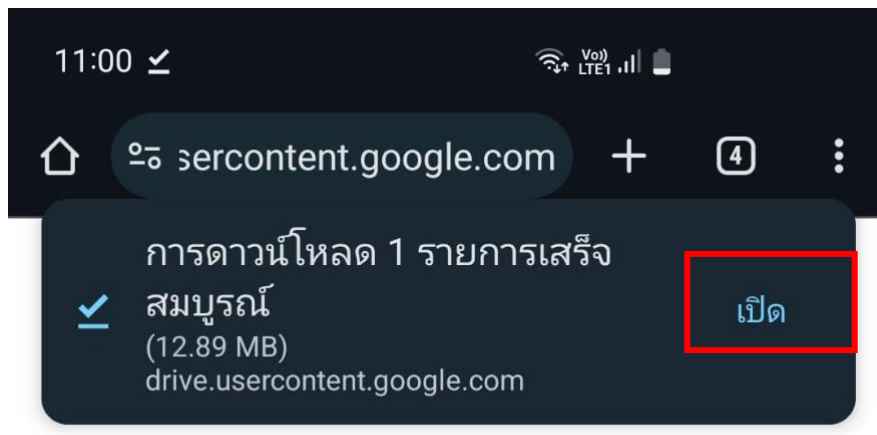 11:00
Vo))
LTE1
sercontent.google.com
4
การดาวน์โหลด 1 รายการเสร็จ
สมบูรณ์
(12.89 MB)
drive.usercontent.google.com
เปิด